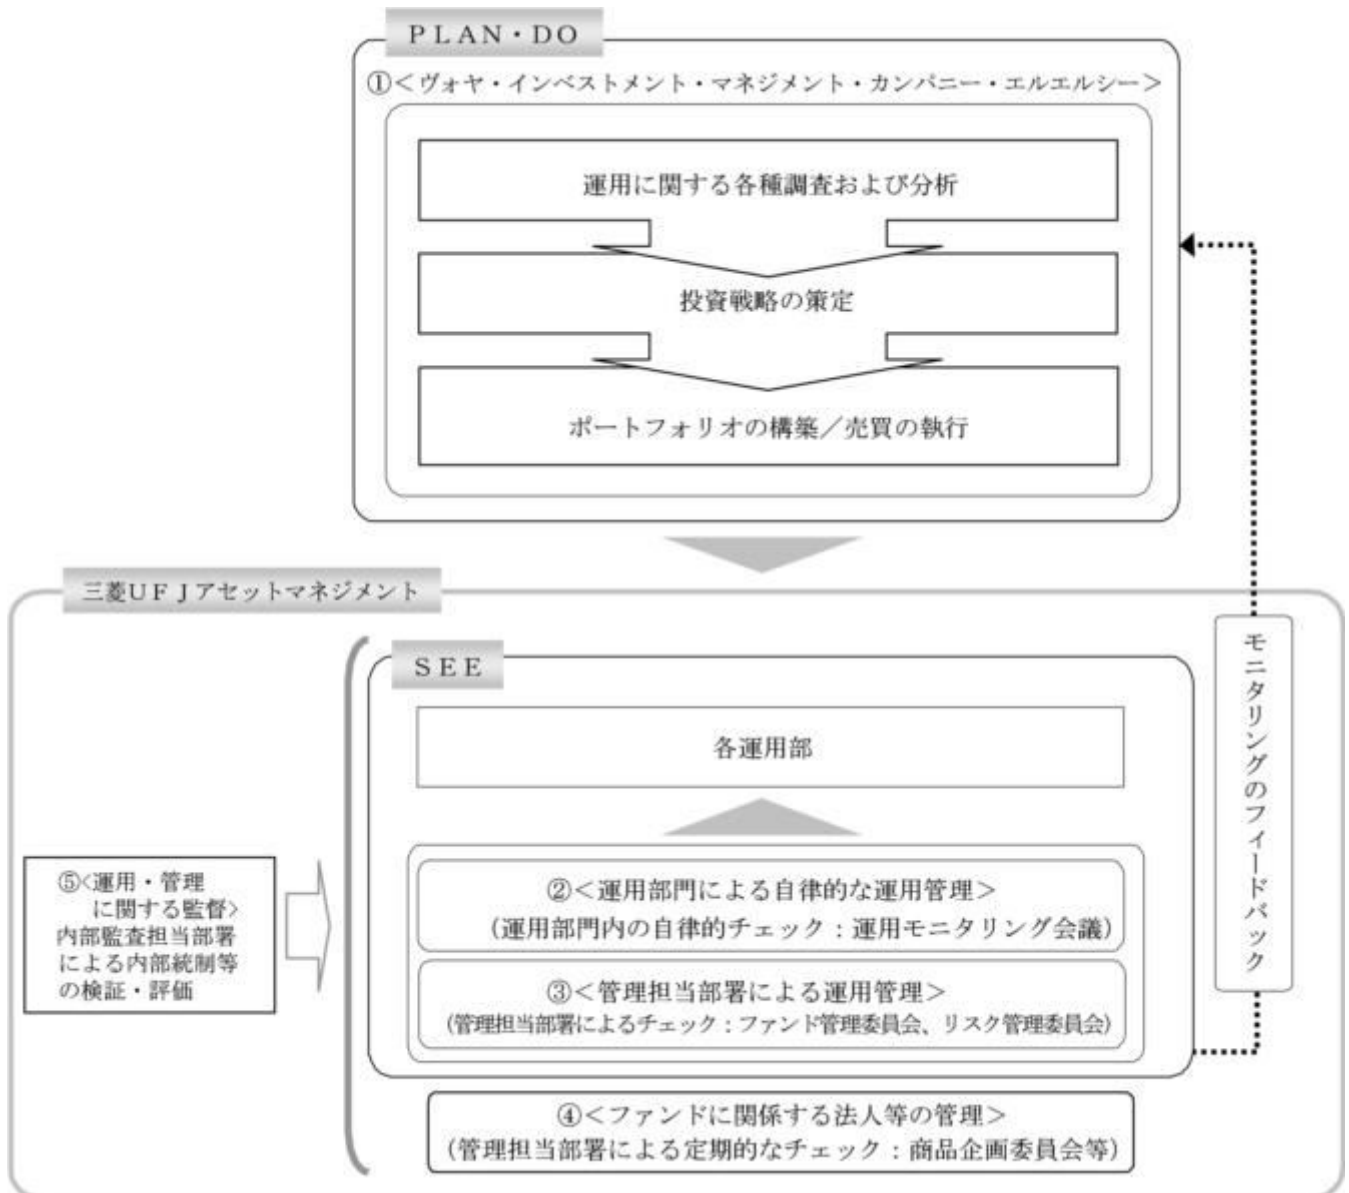 ＰＬＡＮ・ＤＯ
①＜ヴォヤ・インベストメント・マネジメント・カンパニー・エルエルシー＞
運用に関する各種調査および分析
投資戦略の策定
ポートフォリオの構築／売買の執行
三菱ＵＦＪアセットマネジメント
ＳＥＥ
各運用部
②＜運用部門による自律的な運用管理＞
(運用部門内の自律的チェック：運用モニタリング会議)
③＜管理担当部署による運用管理＞
(管理担当部署によるチェック：ファンド管理委員会、リスク管理委員会)
④＜ファンドに関係する法人等の管理＞
(管理担当部署による定期的なチェック：商品企画委員会等)
⑤<運用・管理
に関する監督>
内部監査担当部署
による内部統制等
の検証・評価
モニタリングのフィードバック